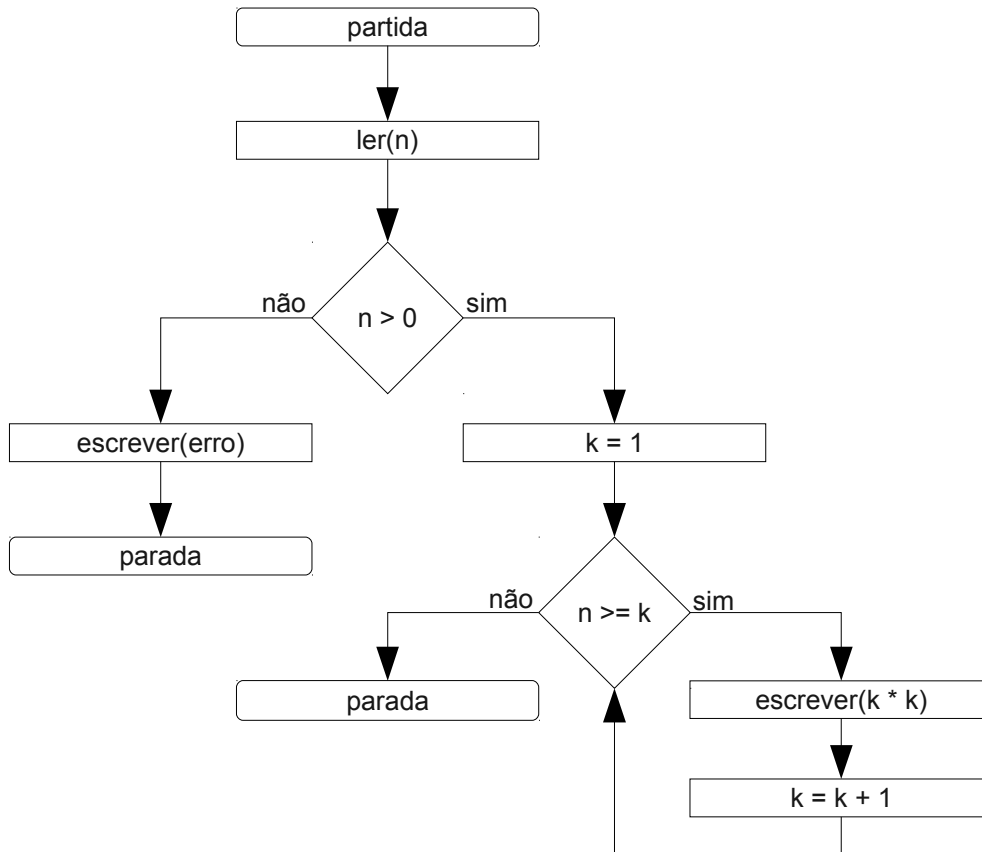 partida
ler(n)
não
n > 0
sim
escrever(erro)
k = 1
parada
não
n >= k
sim
parada
escrever(k * k)
k = k + 1